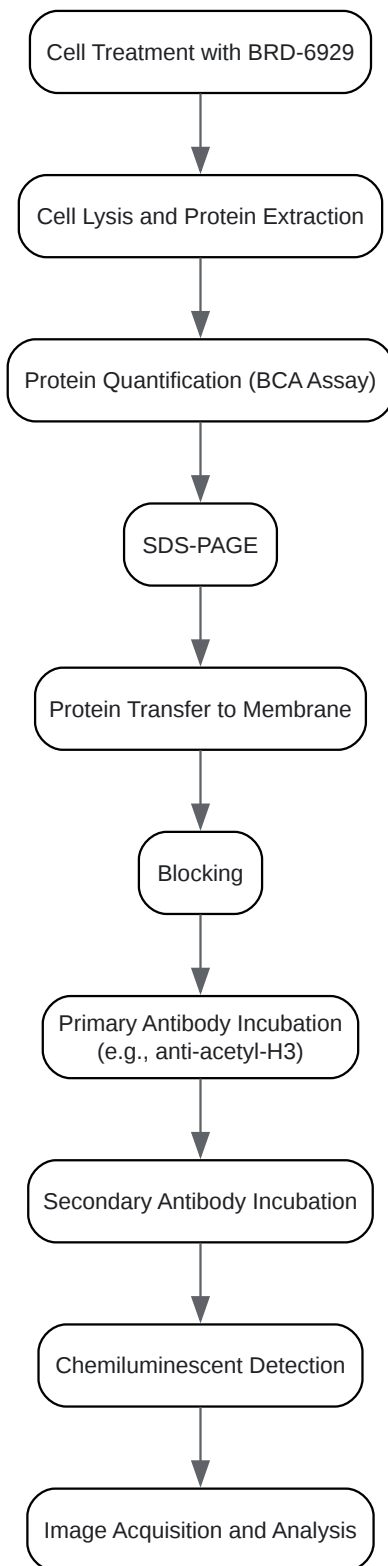 Cell Treatment with BRD-6929
Cell Lysis and Protein Extraction
Protein Quantification (BCA Assay)
SDS-PAGE
Protein Transfer to Membrane
Blocking
Primary Antibody Incubation
(e.g., anti-acetyl-H3)
Secondary Antibody Incubation
Chemiluminescent Detection
Image Acquisition and Analysis